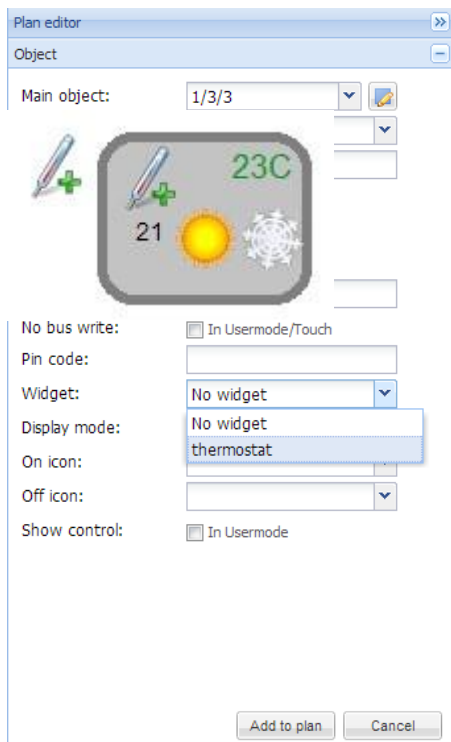 Plan editor
Object
Main object: 1/3/3
23C
21
No bus write: In Usermode/Touch
Pin code:
Widget: No widget
No widget
Display mode:
thermostat
On icon:
Off icon:
Show control: In Usermode
Add to plan Cancel